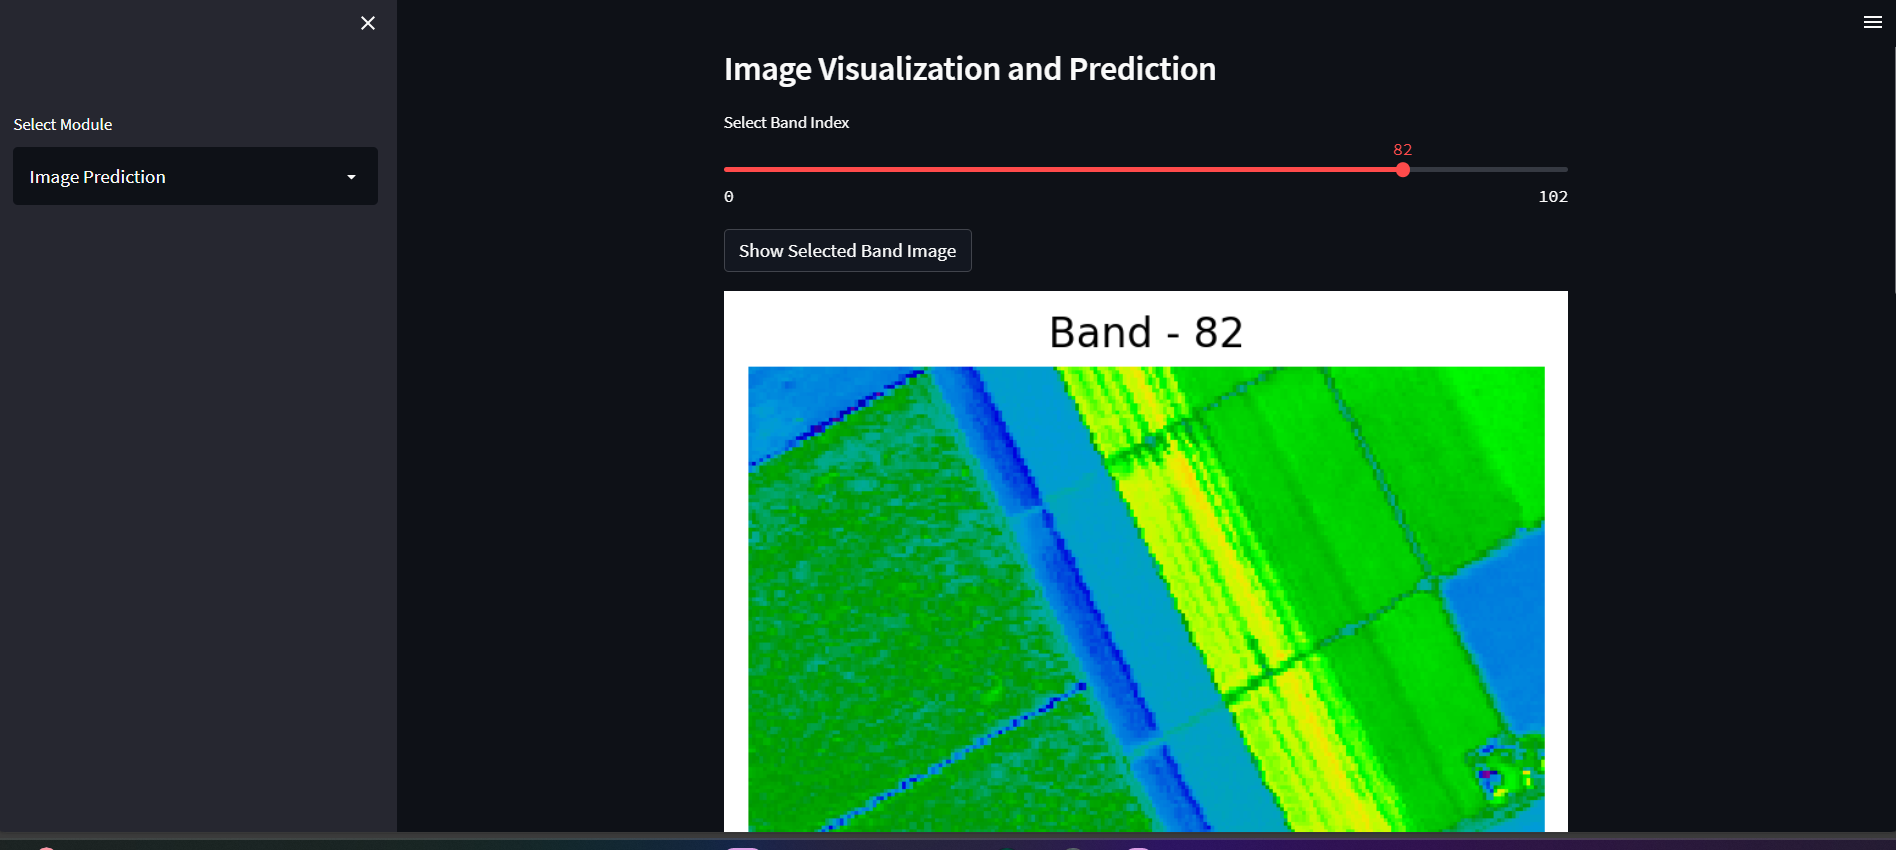 Select Module
Image Prediction
Image Visualization and Prediction
Select Band Index
82
0
102
Show Selected Band Image
Band - 82